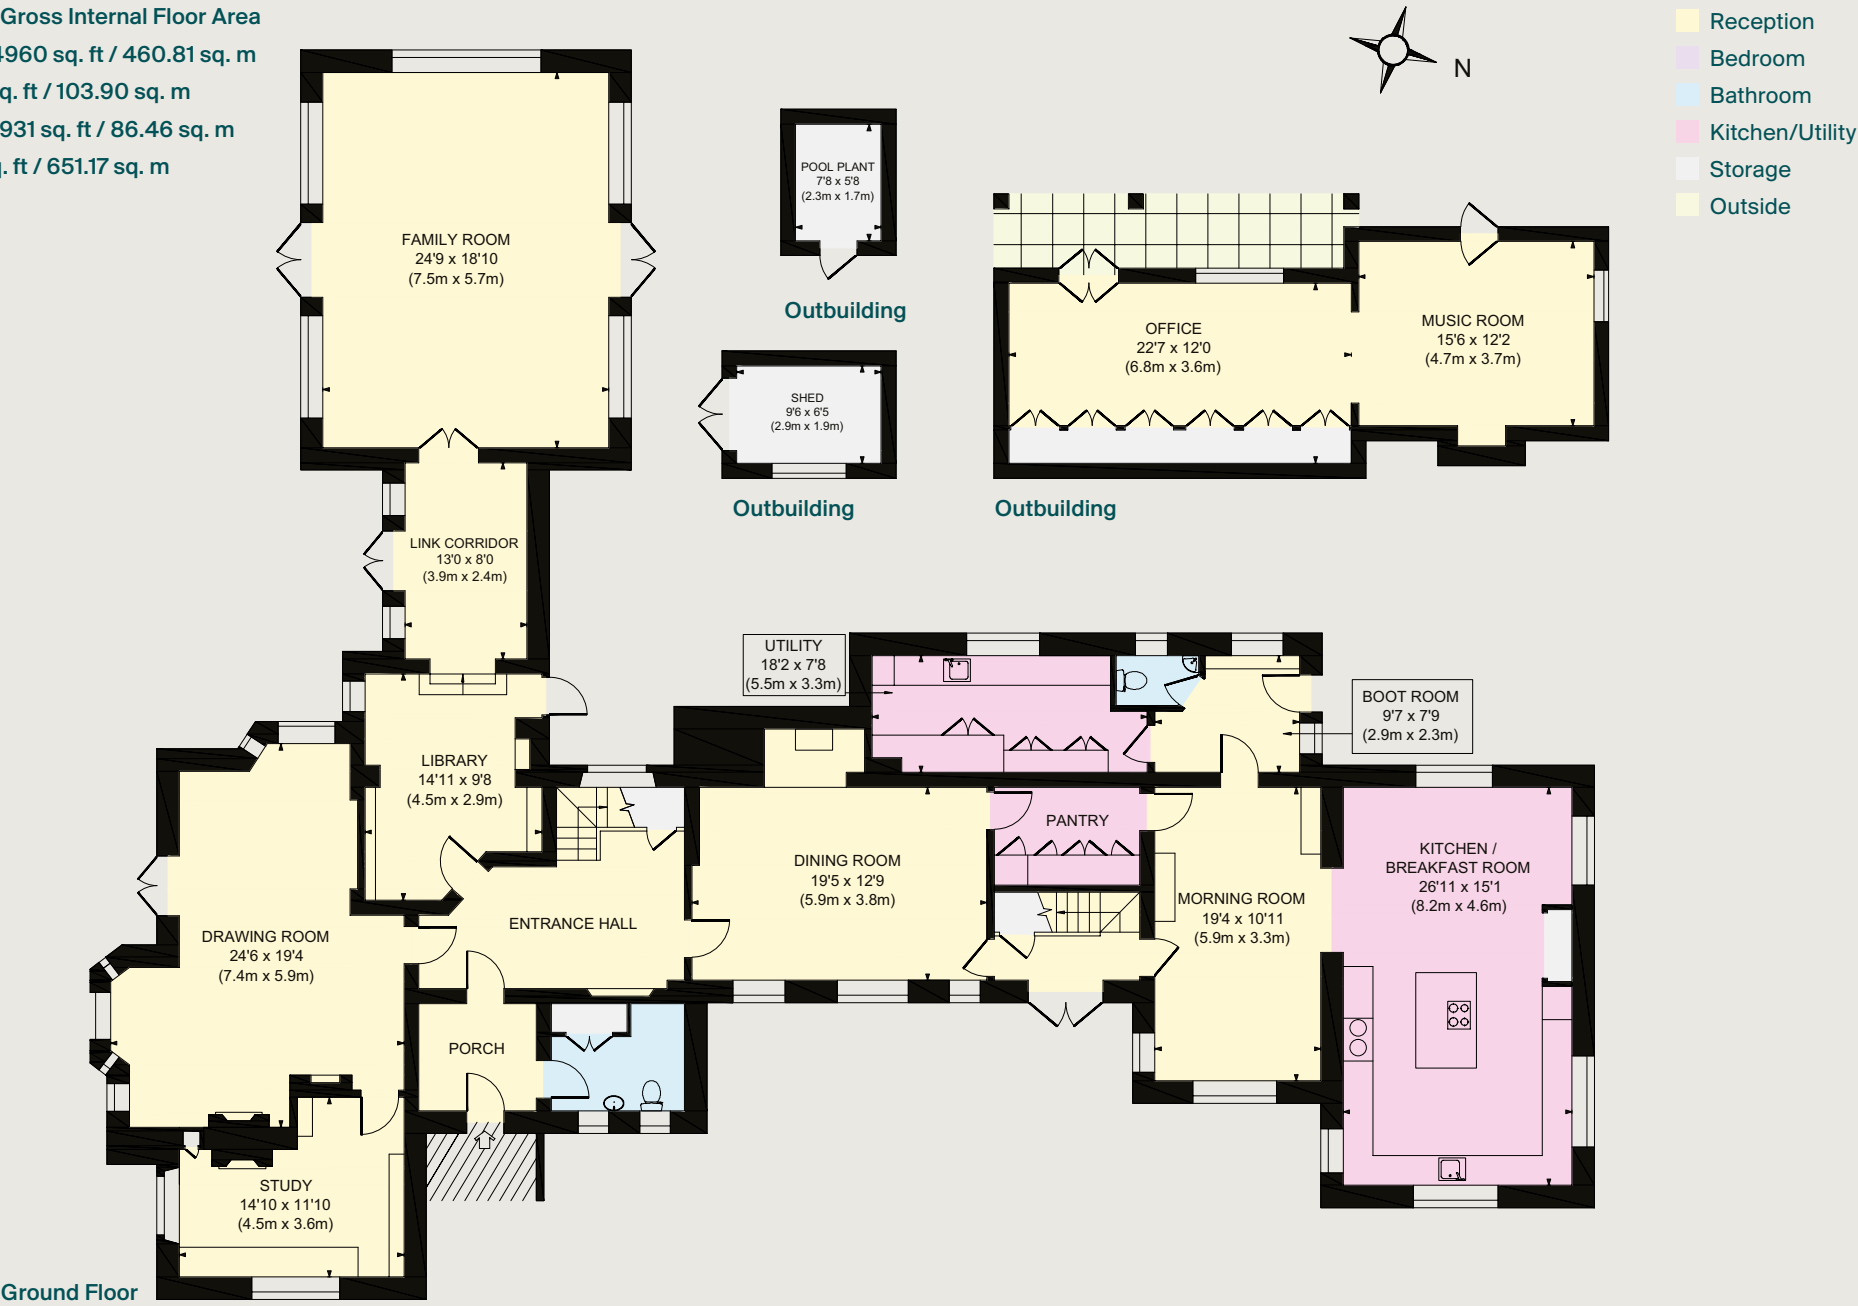 Gross Internal Floor Area
4960 sq. ft / 460.81 sq. m
sq. ft / 103.90 sq. m
931 sq. ft / 86.46 sq. m
sq. ft / 651.17 sq. m
N
Reception
Bedroom
Bathroom
Kitchen/Utility
Storage
Outside
FAMILY ROOM
24'9 x 18'10
(7.5m x 5.7m)
POOL PLANT
7'8 x 5'8
(2.3m x 1.7m)
Outbuilding
SHED
9'6 x 6'5
(2.9m x 1.9m)
Outbuilding
OFFICE
22'7 x 12'0
(6.8m x 3.6m)
MUSIC ROOM
15'6 x 12'2
(4.7m x 3.7m)
Outbuilding
LINK CORRIDOR
13'0 x 8'0
(3.9m x 2.4m)
UTILITY
18'2 x 7'8
(5.5m x 3.3m)
BOOT ROOM
9'7 x 7'9
(2.9m x 2.3m)
LIBRARY
14'11 x 9'8
(4.5m x 2.9m)
DINING ROOM
19'5 x 12'9
(5.9m x 3.8m)
PANTRY
KITCHEN /
BREAKFAST ROOM
26'11 x 15'1
(8.2m x 4.6m)
MORNING ROOM
19'4 x 10'11
(5.9m x 3.3m)
ENTRANCE HALL
DRAWING ROOM
24'6 x 19'4
(7.4m x 5.9m)
PORCH
STUDY
14'10 x 11'10
(4.5m x 3.6m)
Ground Floor